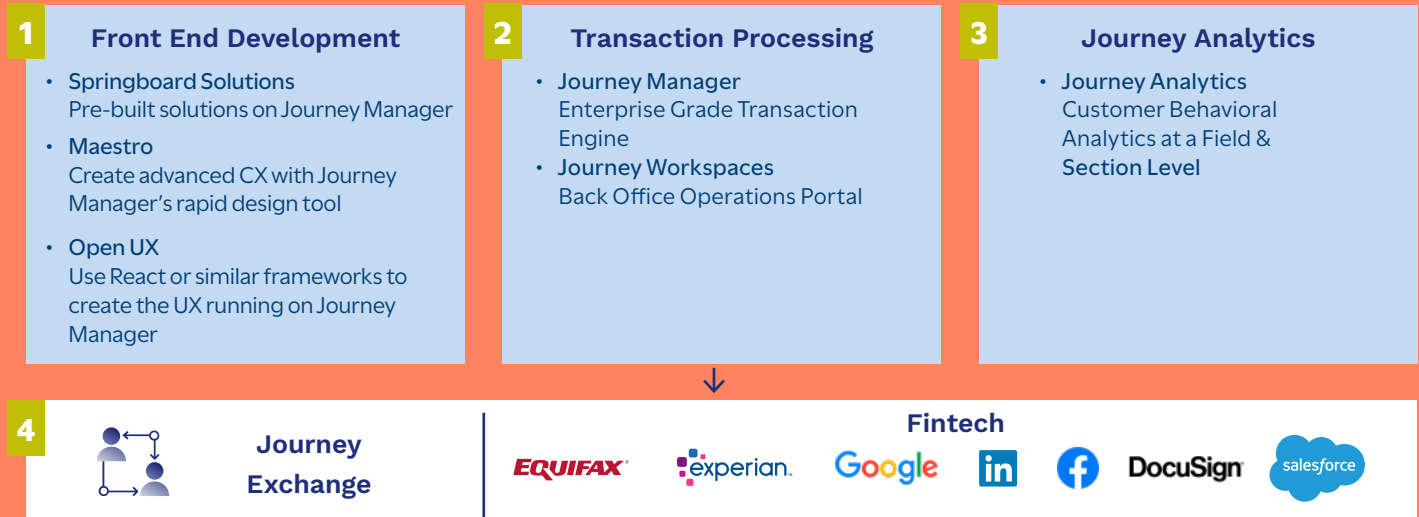 1
Front End Development
• Springboard Solutions
Pre-built solutions on Journey Manager
• Maestro
Create advanced CX with Journey
Manager's rapid design tool
• Open UX
Use React or similar frameworks to
create the UX running on Journey
Manager
2
Transaction Processing
• Journey Manager
Enterprise Grade Transaction
Engine
• Journey Workspaces
Back Office Operations Portal
3
Journey Analytics
• Journey Analytics
Customer Behavioral
Analytics at a Field &
Section Level
4
Journey
Exchange
Fintech
EQUIFAX experian. Google in f DocuSign salesforce